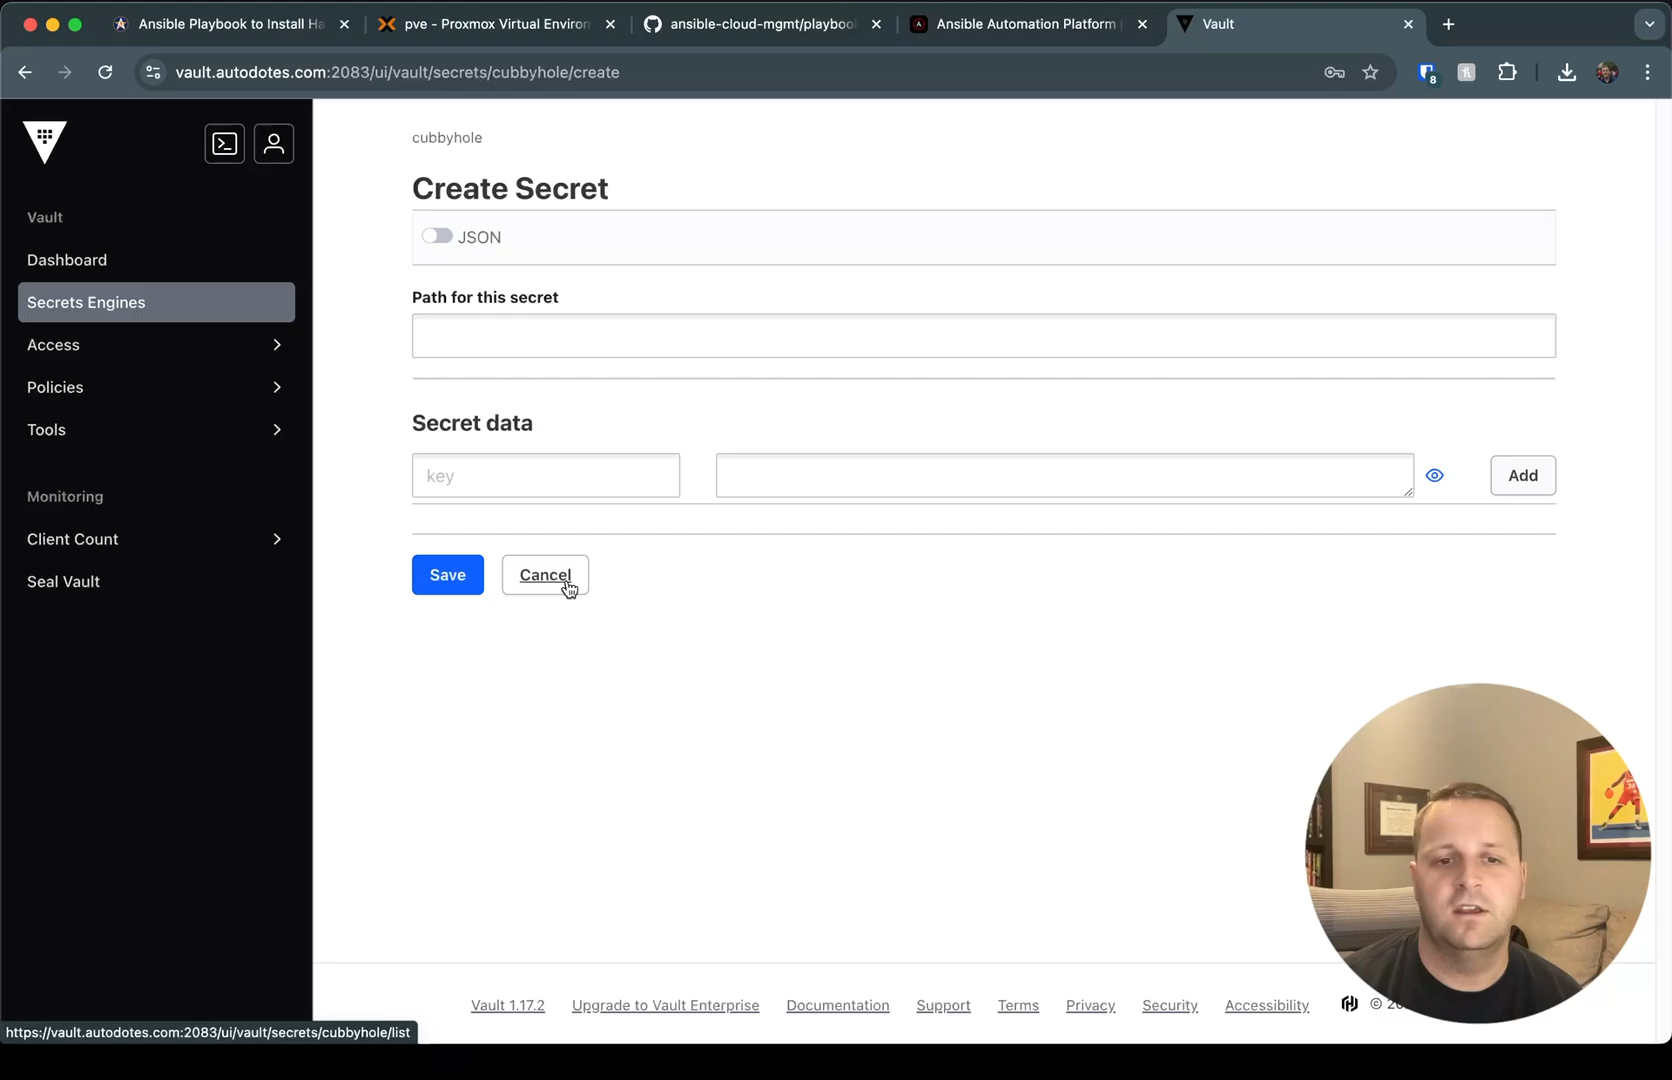 Ansible Playbook to Install Ha
pve - Proxmox Virtual Environ
ansible-cloud-mgmt/playboo
Ansible Automation Platform
Vault
vault.autodotes.com:2083/ui/vault/secrets/cubbyhole/create
8
Vault
Dashboard
Secrets Engines
Access
Policies
Tools
Monitoring
Client Count
Seal Vault
cubbyhole
Create Secret
JSON
Path for this secret
Secret data
key
Add
Save
Cancel
Vault 1.17.2
Upgrade to Vault Enterprise
Documentation
Support
Terms
Privacy
Security
Accessibility
©
https://vault.autodotes.com:2083/ui/vault/secrets/cubbyhole/list